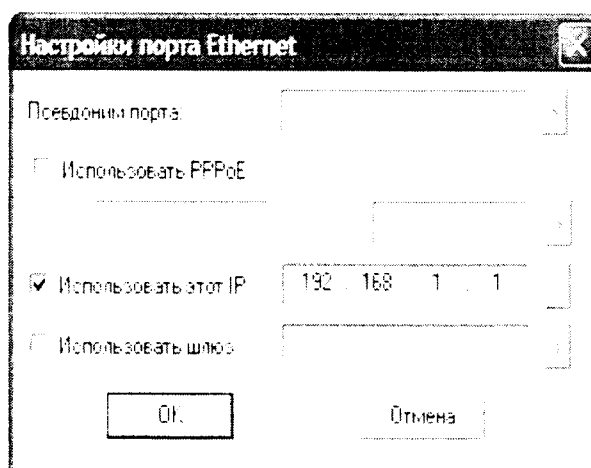 Настройки порта Ethernet
Псевдоним порта:
Использовать PPPoE
Использовать этот IP 192 . 168 . 1 . 1
Использовать шлюз
OK
Отмена